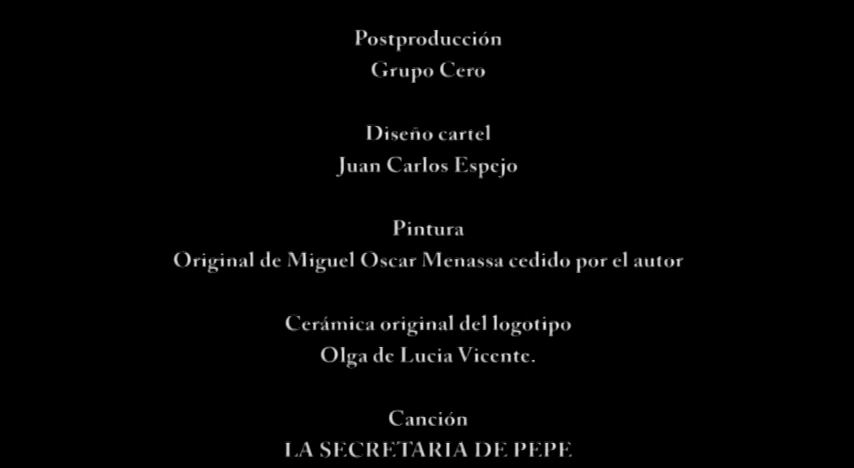 Postproducción
Grupo Cero
Diseño cartel
Juan Carlos Espejo
Pintura
Original de Miguel Oscar Menassa cedido por el autor
Cerámica original del logotipo
Olga de Lucia Vicente.
Canción
LA SECRETARIA DE PEPE